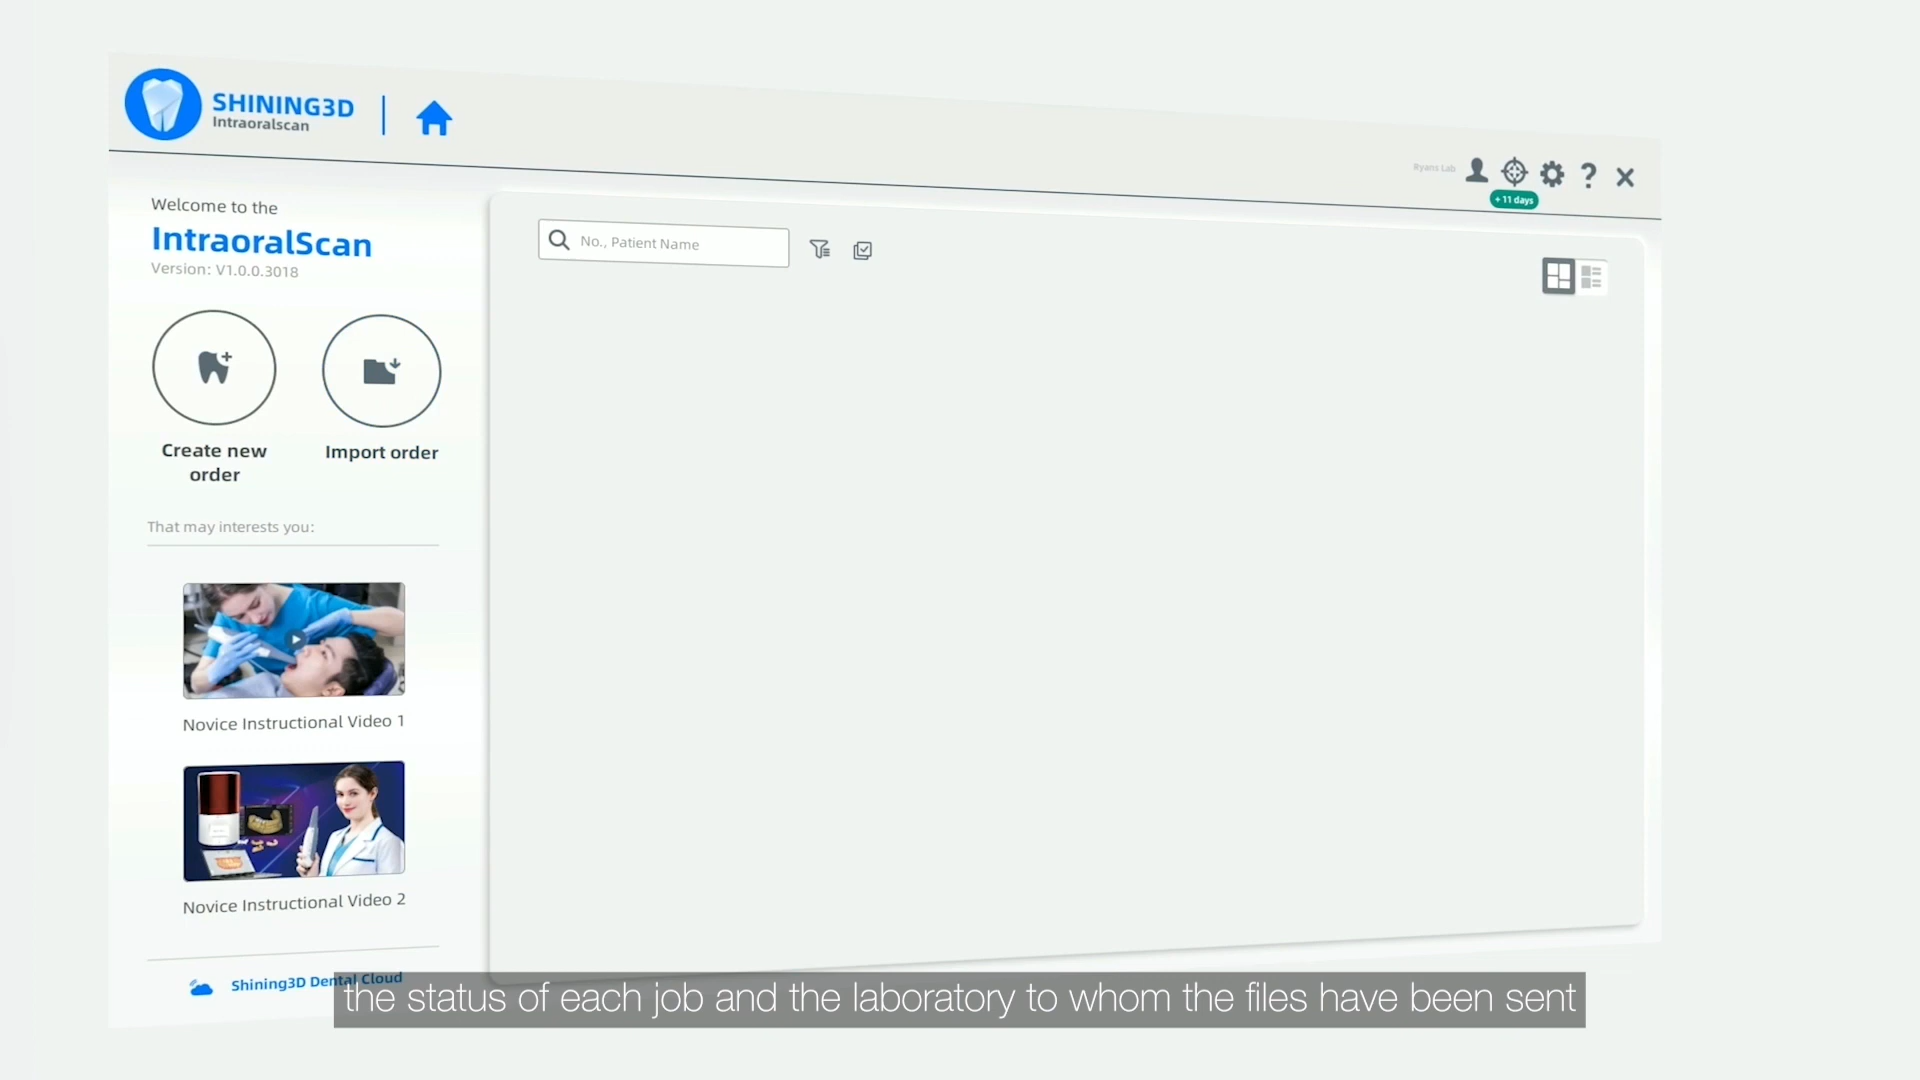 SHINING3D
Intraoralscan
Ryans Lab
+ 11 days
Welcome to the
IntraoralScan
Version: V1.0.0.3018
No., Patient Name
Create new
order
Import order
That may interests you:
Novice Instructional Video 1
Novice Instructional Video 2
Shining3D Dental Cloud
the status of each job and the laboratory to whom the files have been sent